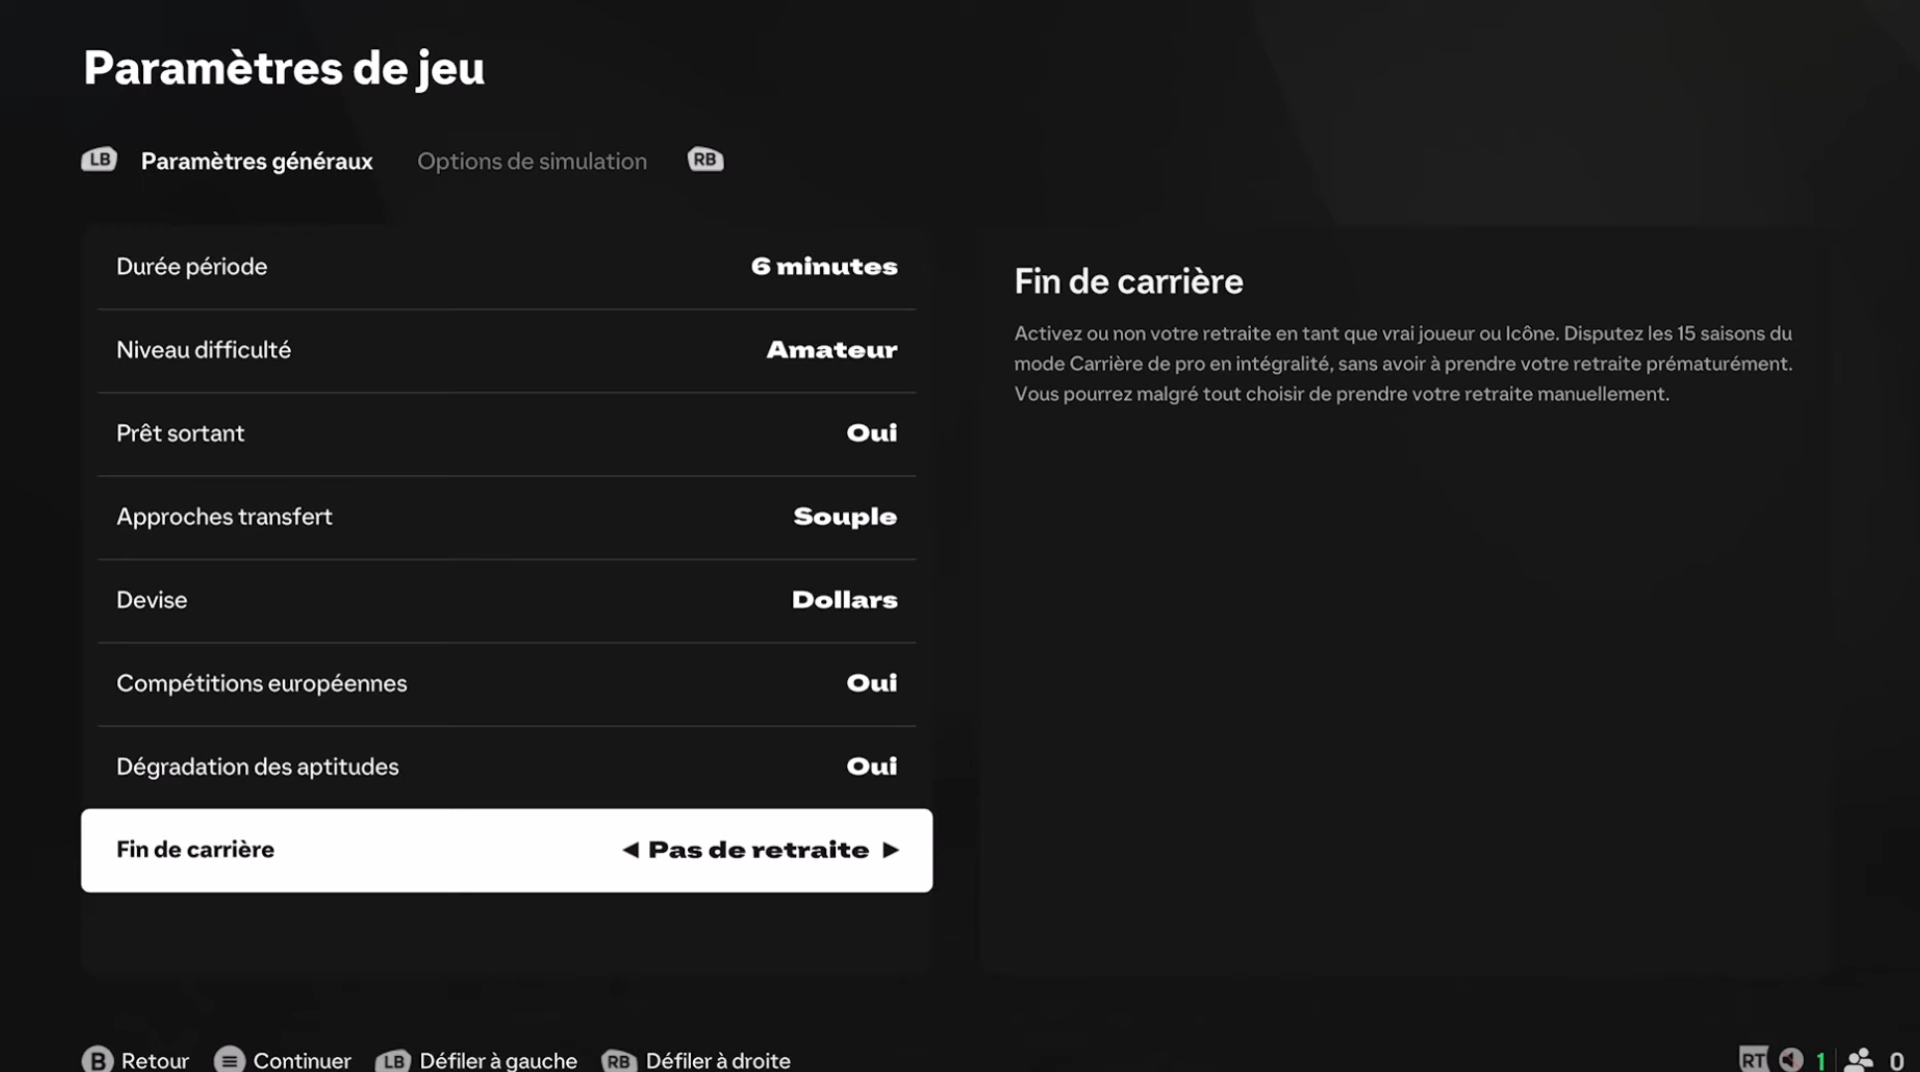 Paramètres de jeu
LB Paramètres généraux Options de simulation RB
Durée période 6 minutes
Niveau difficulté Amateur
Prêt sortant Oui
Approches transfert Souple
Devise Dollars
Compétitions européennes Oui
Dégradation des aptitudes Oui
Fin de carrière Pas de retraite
Fin de carrière
Activez ou non votre retraite en tant que vrai joueur ou Icône. Disputez les 15 saisons du
mode Carrière de pro en intégralité, sans avoir à prendre votre retraite prématurément.
Vous pourrez malgré tout choisir de prendre votre retraite manuellement.
B Retour Continuer LB Défiler à gauche RB Défiler à droite
RT 1 0